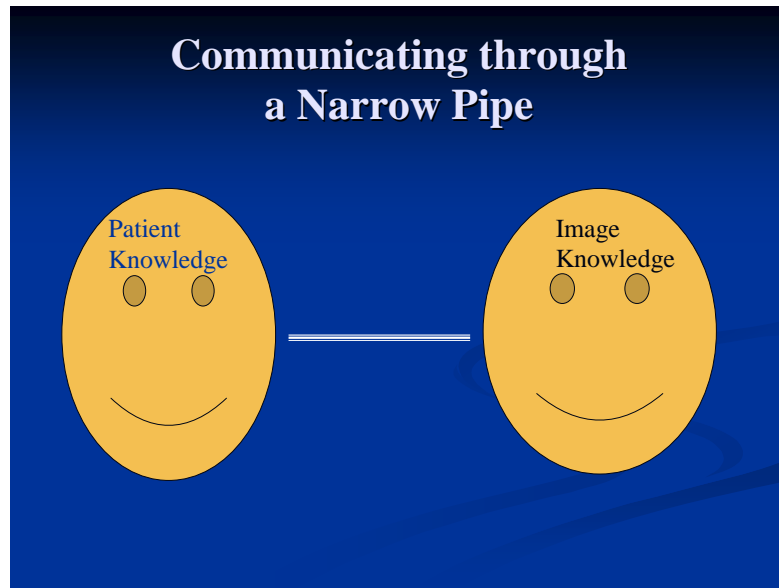 Communicating through
a Narrow Pipe
Patient
Knowledge
Image
Knowledge